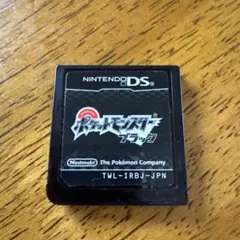 NINTENDO DS
ポケットモンスター
ブラック
Nintendo The Pokémon Company
TWL-IRBJ-JPN